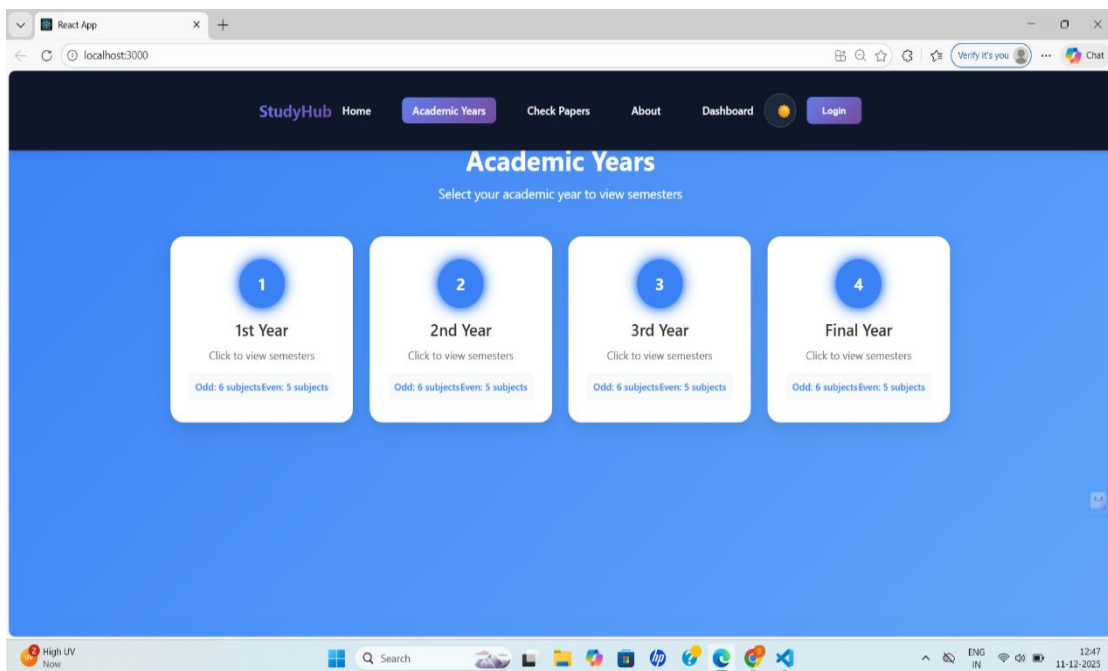 React App
localhost:3000
Verify it's you
Chat
StudyHub Home Academic Years Check Papers About Dashboard Login
Academic Years
Select your academic year to view semesters
1 2 3 4
1st Year 2nd Year 3rd Year Final Year
Click to view semesters Click to view semesters Click to view semesters Click to view semesters
Odd: 6 subjectsEven: 5 subjects Odd: 6 subjectsEven: 5 subjects Odd: 6 subjectsEven: 5 subjects Odd: 6 subjectsEven: 5 subjects
2 High UV
Now
Search
hp
ENG
IN
12:47
11-12-2025